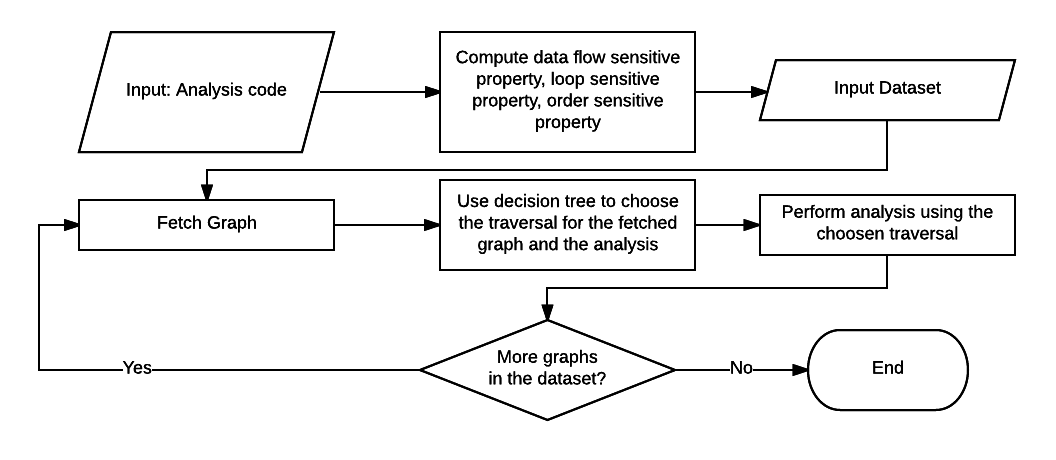 Input: Analysis code
Compute data flow sensitive
property, loop sensitive
property, order sensitive
property
Input Dataset
Fetch Graph
Use decision tree to choose
the traversal for the fetched
graph and the analysis
Perform analysis using the
choosen traversal
More graphs
in the dataset?
Yes
No
End